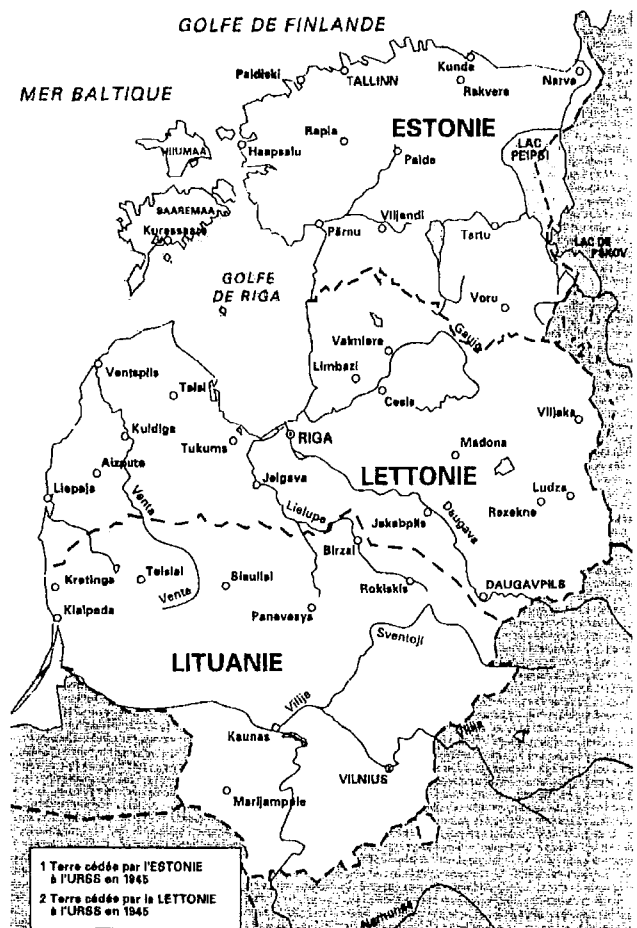 GOLFE DE FINLANDE
MER BALTIQUE
Paldiski
TALLINN
Kunda
Rakvere
Narva
HIIUMAA
Haapsalu
Rapla
ESTONIE
Paide
LAC
PEIPSI
SAAREMAA
Kuressaare
Pärnu
Viljandi
Tartu
LAC DE
PSKOV
GOLFE
DE RIGA
Voru
Gauja
Valmiera
Limbazi
Cesis
Ventspils
Talsi
Kuldiga
Tukums
RIGA
Viljaka
Madona
Aizpute
LETTONIE
Liepaja
Jelgava
Venta
Lielupe
Jekabpils
Daugava
Ludza
Rezekne
Birzai
Kretinga
Telsiai
Siauliai
Rokiskis
DAUGAVPILS
Venta
Klaipeda
Panevezys
Sventoji
LITUANIE
Vilija
Kaunas
VILNIUS
Marijampole
1 Terre cédée par l'ESTONIE
à l'URSS en 1945
2 Terre cédée par la LETTONIE
à l'URSS en 1945